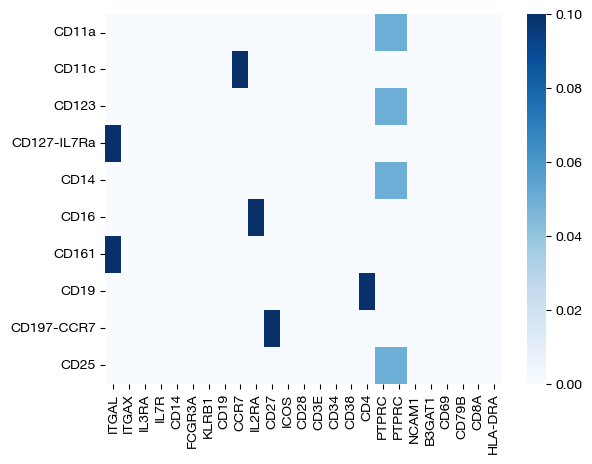 CD11a
CD11c
CD123
CD127-IL7Ra
CD14
CD16
CD161
CD19
CD197-CCR7
CD25
ITGAL
ITGAX
IL3RA
IL7R
CD14
FCGR3A
KLRB1
CD19
CCR7
IL2RA
CD27
ICOS
CD28
CD3E
CD34
CD38
CD4
PTPRC
PTPRC
NCAM1
B3GAT1
CD69
CD79B
CD8A
HLA-DRA
0.10
0.08
0.06
0.04
0.02
0.00